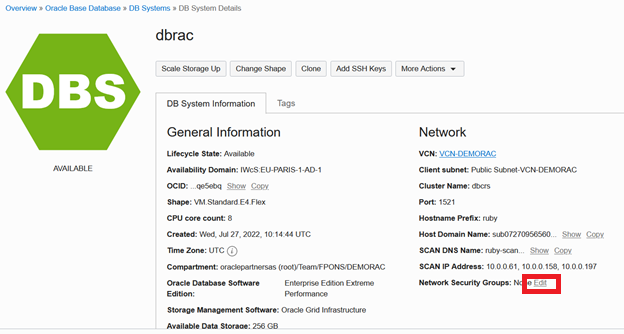 Overview » Oracle Base Database » DB Systems » DB System Details
dbrac
DBS
AVAILABLE
Scale Storage Up Change Shape Clone Add SSH Keys More Actions
DB System Information Tags
General Information
Lifecycle State: Available
Availability Domain: IWcS:EU-PARIS-1-AD-1
OCID: ...qe5ebq Show Copy
Shape: VM.Standard.E4.Flex
CPU core count: 8
Created: Wed, Jul 27, 2022, 10:14:44 UTC
Time Zone: UTC
Compartment: oraclepartnersas (root)/Team/FPONS/DEMORAC
Oracle Database Software Edition: Enterprise Edition Extreme Performance
Storage Management Software: Oracle Grid Infrastructure
Available Data Storage: 256 GB
Network
VCN: VCN-DEMORAC
Client subnet: Public Subnet-VCN-DEMORAC
Cluster Name: dbcrs
Port: 1521
Hostname Prefix: ruby
Host Domain Name: sub07270956560... Show Copy
SCAN DNS Name: ruby-scan... Show Copy
SCAN IP Address: 10.0.0.61, 10.0.0.158, 10.0.0.197
Network Security Groups: None Edit